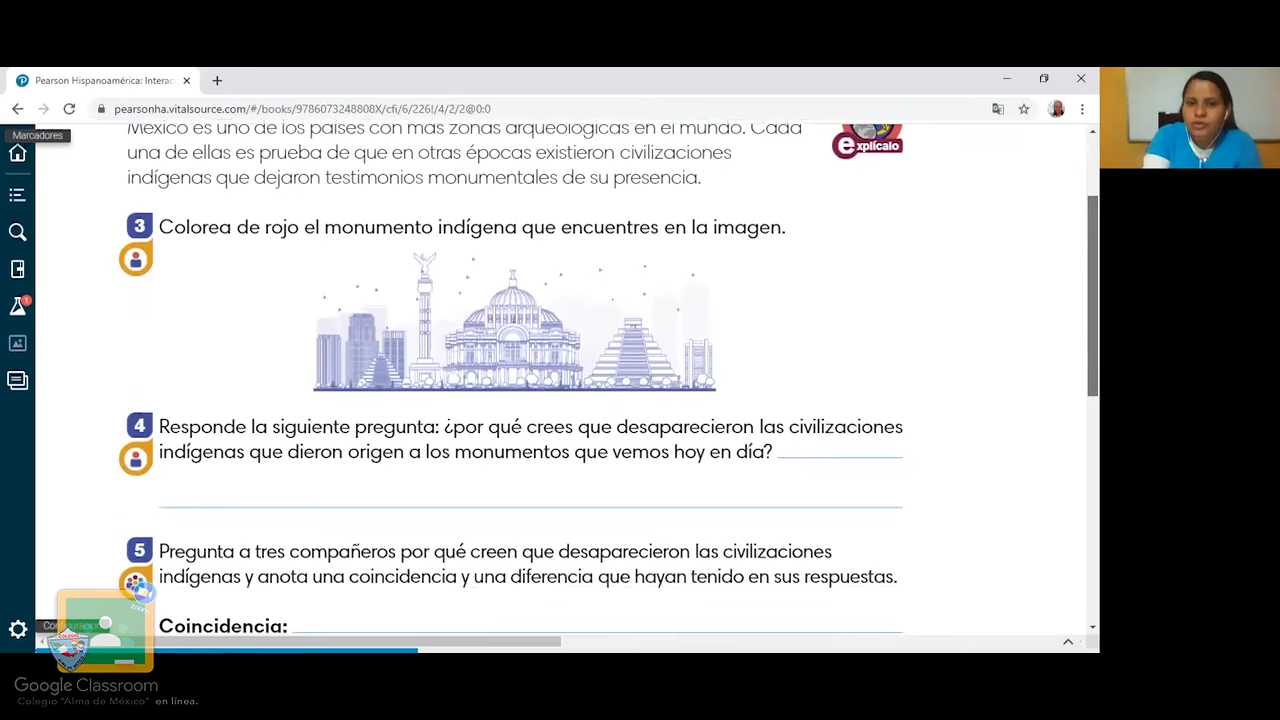 Pearson Hispanoamérica: Interac
pearsonha.vitalsource.com/#/books/9786073248808X/cfi/6/226!/4/2/2@0:0
Marcadores
México es uno de los países con más zonas arqueológicas en el mundo. Cada
una de ellas es prueba de que en otras épocas existieron civilizaciones
indígenas que dejaron testimonios monumentales de su presencia.
explícalo
3 Colorea de rojo el monumento indígena que encuentres en la imagen.
1
4 Responde la siguiente pregunta: ¿por qué crees que desaparecieron las civilizaciones
indígenas que dieron origen a los monumentos que vemos hoy en día?
5 Pregunta a tres compañeros por qué creen que desaparecieron las civilizaciones
indígenas y anota una coincidencia y una diferencia que hayan tenido en sus respuestas.
zoom
Coincidencia:
COLEGIO
Google Classroom
Colegio "Alma de México" en línea.